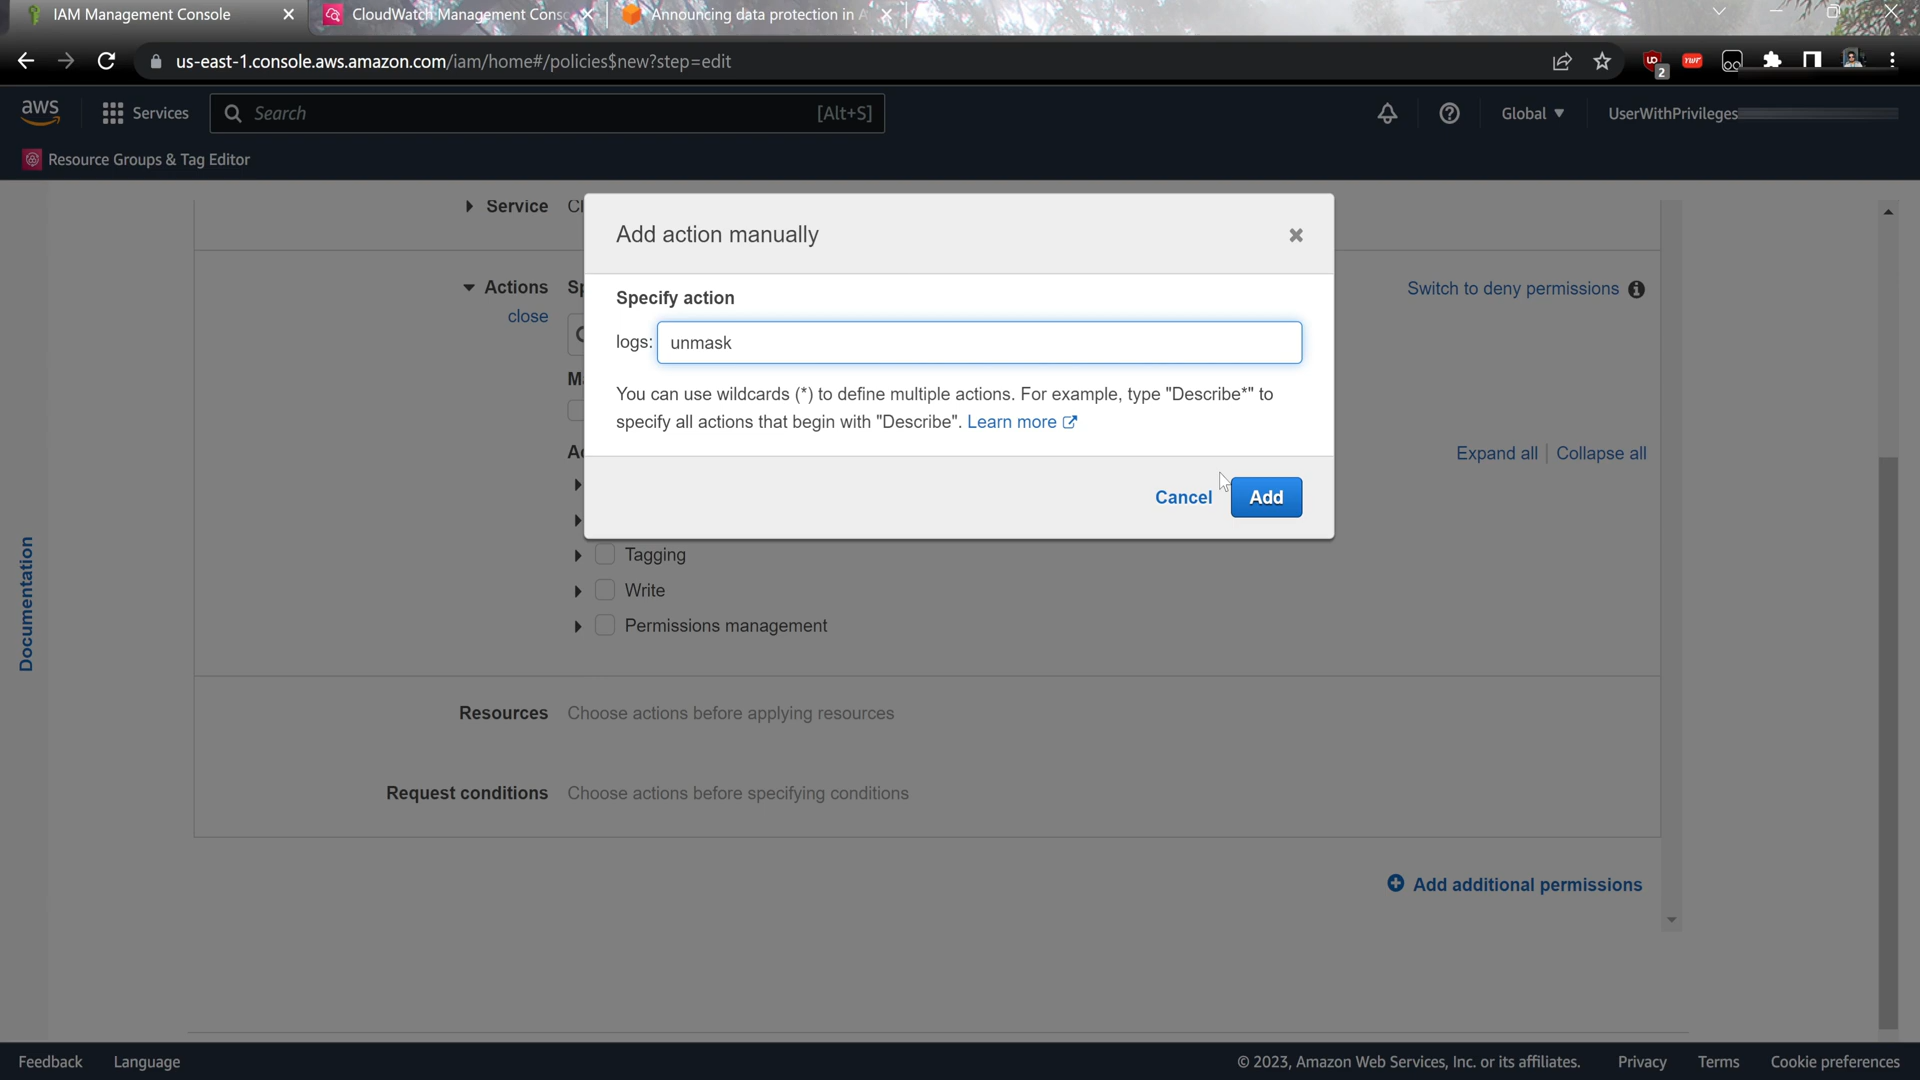 IAM Management Console
CloudWatch Management Cons
Announcing data protection in A
us-east-1.console.aws.amazon.com/iam/home#/policies$new?step=edit
2
aws
Services
Search
[Alt+S]
Global
UserWithPrivileges
Resource Groups & Tag Editor
Service
Add action manually
Actions
close
Switch to deny permissions
Specify action
logs:
unmask
You can use wildcards (*) to define multiple actions. For example, type "Describe*" to
specify all actions that begin with "Describe". Learn more
Expand all
Collapse all
Cancel
Add
Tagging
Write
Permissions management
Documentation
Resources
Choose actions before applying resources
Request conditions
Choose actions before specifying conditions
Add additional permissions
Feedback
Language
© 2023, Amazon Web Services, Inc. or its affiliates.
Privacy
Terms
Cookie preferences